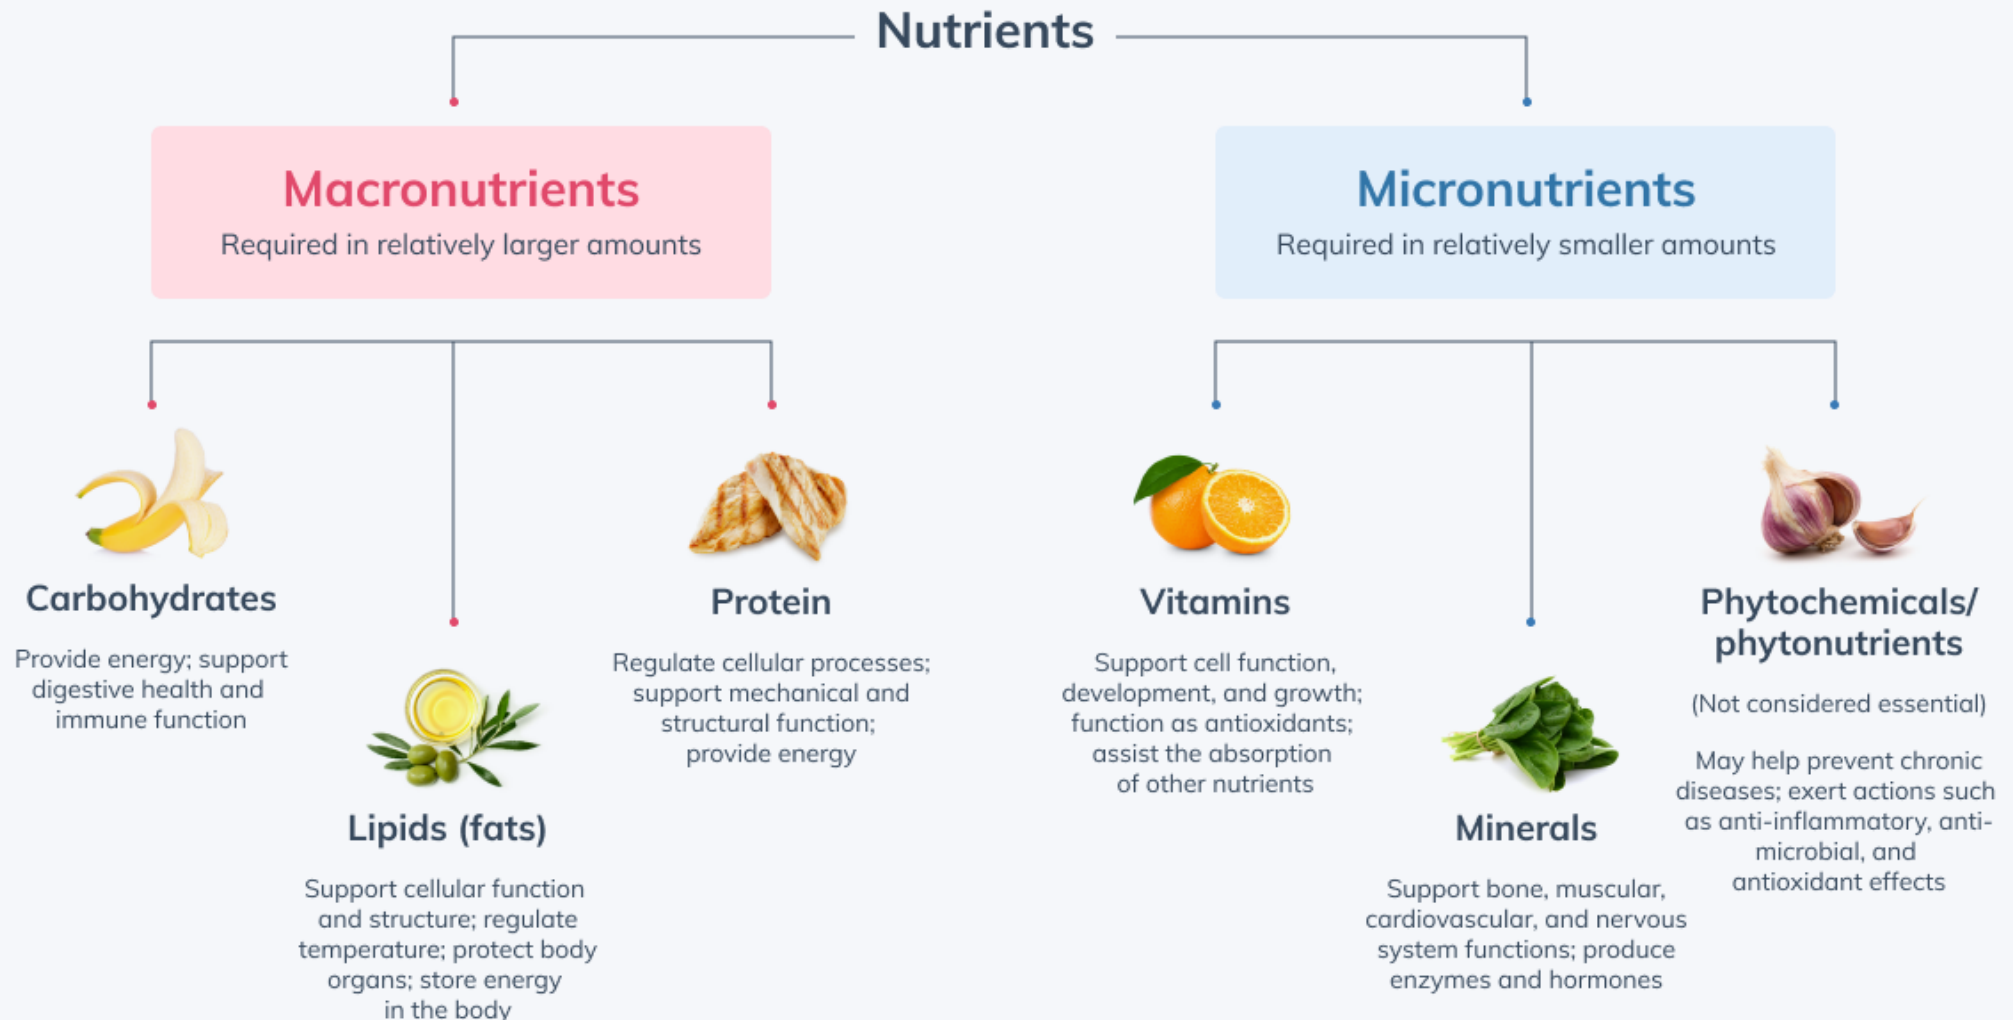 Nutrients
Macronutrients
Required in relatively larger amounts
Micronutrients
Required in relatively smaller amounts
Carbohydrates
Provide energy; support
digestive health and
immune function
Lipids (fats)
Support cellular function
and structure; regulate
temperature; protect body
organs; store energy
in the body
Protein
Regulate cellular processes;
support mechanical and
structural function;
provide energy
Vitamins
Support cell function,
development, and growth;
function as antioxidants;
assist the absorption
of other nutrients
Minerals
Support bone, muscular,
cardiovascular, and nervous
system functions; produce
enzymes and hormones
Phytochemicals/
phytonutrients
(Not considered essential)
May help prevent chronic
diseases; exert actions such
as anti-inflammatory, anti-
microbial, and
antioxidant effects